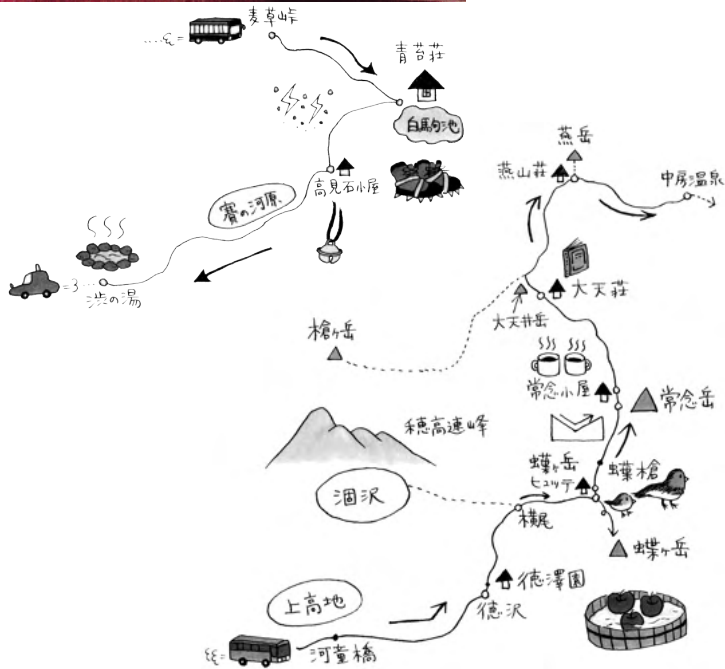 麦草峠
青苔荘
白駒池
高見石小屋
賽の河原
渋の湯
燕岳
燕山荘
中房温泉
大天荘
大天井岳
槍ヶ岳
常念小屋
常念岳
穂高連峰
蝶ヶ岳
ヒュッテ
蝶槍
涸沢
横尾
蝶ヶ岳
徳澤園
徳沢
上高地
河童橋